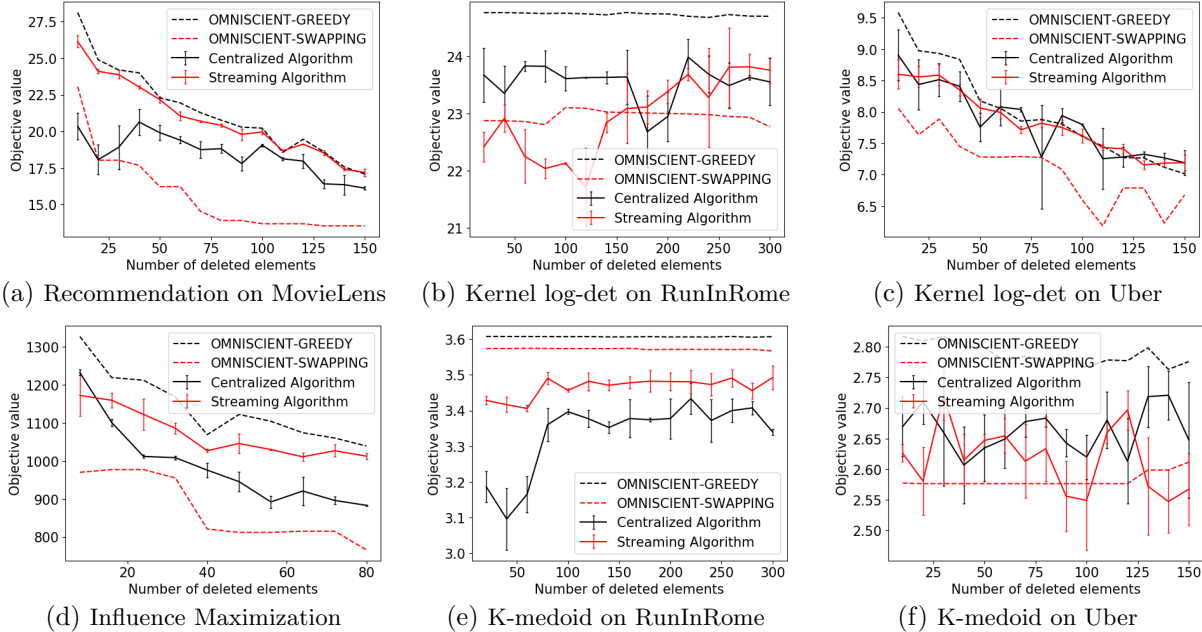 27.5
25.0
22.5
20.0
17.5
15.0
Objective value
OMNISCIENT-GREEDY
OMNISCIENT-SWAPPING
Centralized Algorithm
Streaming Algorithm
25 50 75 100 125 150
Number of deleted elements
(a) Recommendation on MovieLens
24
23
22
21
Objective value
OMNISCIENT-GREEDY
OMNISCIENT-SWAPPING
Centralized Algorithm
Streaming Algorithm
50 100 150 200 250 300
Number of deleted elements
(b) Kernel log-det on RunInRome
9.5
9.0
8.5
8.0
7.5
7.0
6.5
Objective value
OMNISCIENT-GREEDY
OMNISCIENT-SWAPPING
Centralized Algorithm
Streaming Algorithm
25 50 75 100 125 150
Number of deleted elements
(c) Kernel log-det on Uber
1300
1200
1100
1000
900
800
Objective value
OMNISCIENT-GREEDY
OMNISCIENT-SWAPPING
Centralized Algorithm
Streaming Algorithm
20 40 60 80
Number of deleted elements
(d) Influence Maximization
3.6
3.5
3.4
3.3
3.2
3.1
3.0
Objective value
OMNISCIENT-GREEDY
OMNISCIENT-SWAPPING
Centralized Algorithm
Streaming Algorithm
50 100 150 200 250 300
Number of deleted elements
(e) K-medoid on RunInRome
2.80
2.75
2.70
2.65
2.60
2.55
2.50
Objective value
OMNISCIENT-GREEDY
OMNISCIENT-SWAPPING
Centralized Algorithm
Streaming Algorithm
25 50 75 100 125 150
Number of deleted elements
(f) K-medoid on Uber